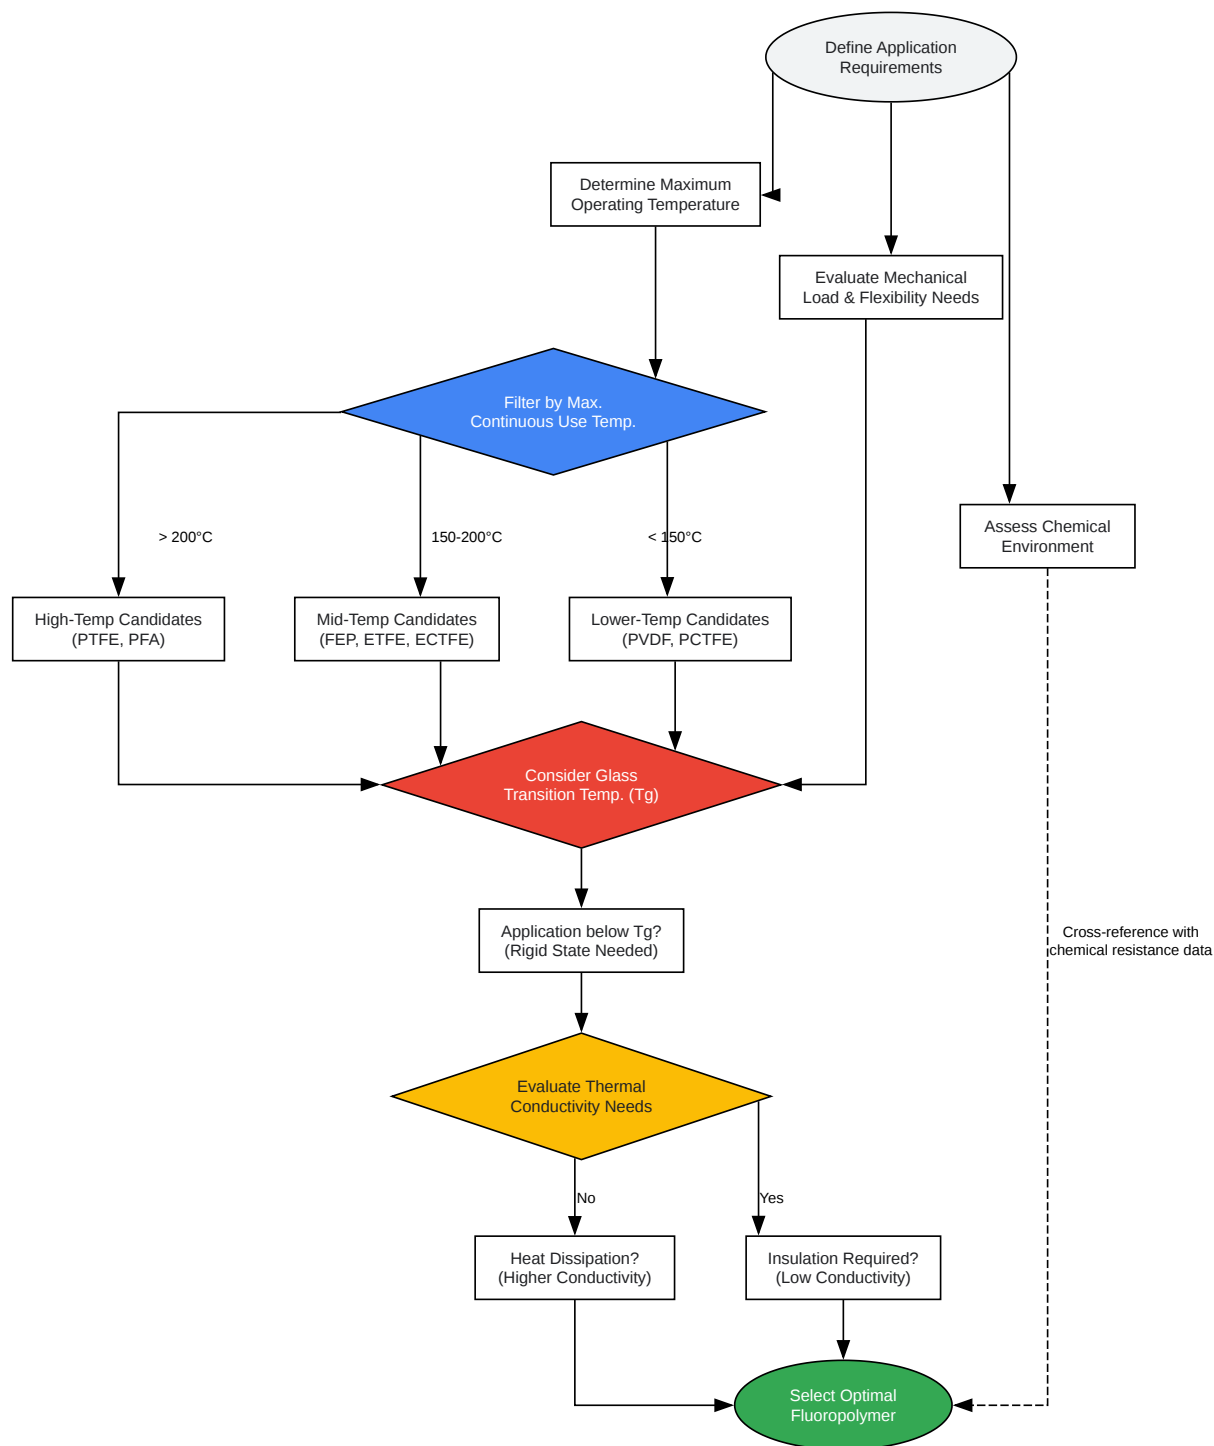 Define Application
Requirements
Determine Maximum
Operating Temperature
Evaluate Mechanical
Load & Flexibility Needs
Filter by Max.
Continuous Use Temp.
Assess Chemical
Environment
> 200°C
150-200°C
< 150°C
High-Temp Candidates
(PTFE, PFA)
Mid-Temp Candidates
(FEP, ETFE, ECTFE)
Lower-Temp Candidates
(PVDF, PCTFE)
Consider Glass
Transition Temp. (Tg)
Application below Tg?
(Rigid State Needed)
Cross-reference with
chemical resistance data
Evaluate Thermal
Conductivity Needs
No
Yes
Heat Dissipation?
(Higher Conductivity)
Insulation Required?
(Low Conductivity)
Select Optimal
Fluoropolymer